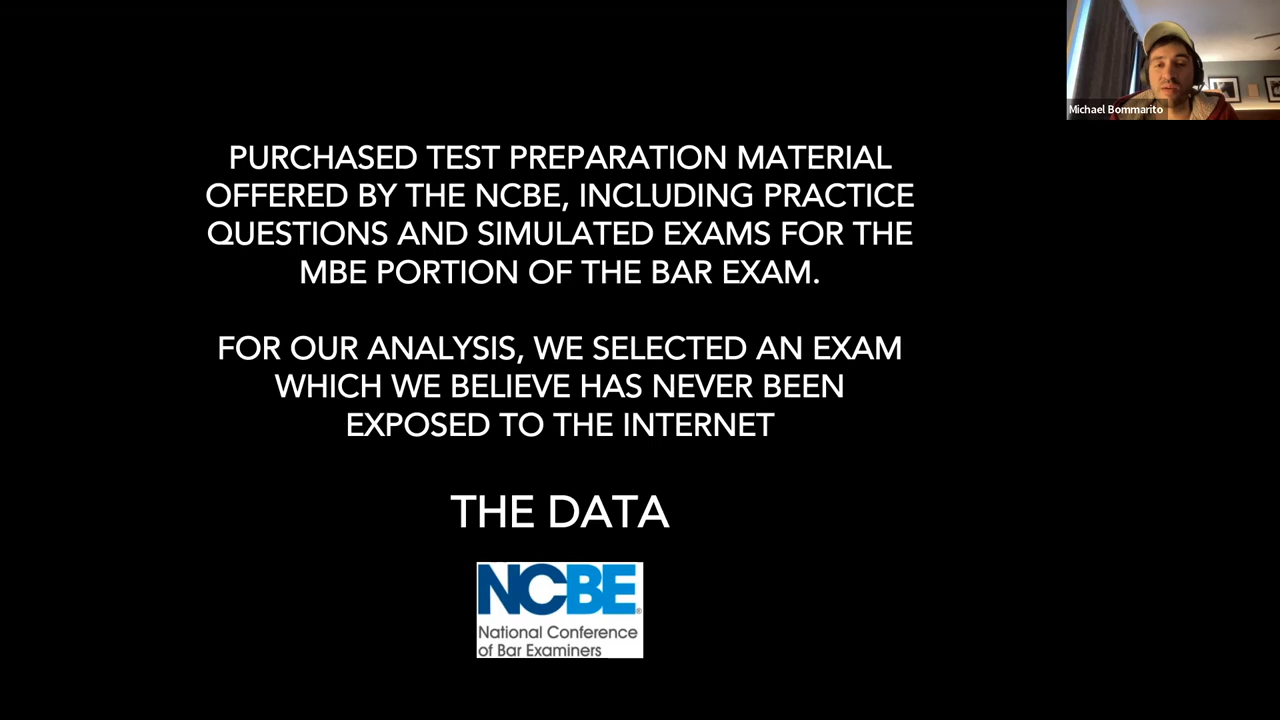 Michael Bommarito
PURCHASED TEST PREPARATION MATERIAL
OFFERED BY THE NCBE, INCLUDING PRACTICE
QUESTIONS AND SIMULATED EXAMS FOR THE
MBE PORTION OF THE BAR EXAM.
FOR OUR ANALYSIS, WE SELECTED AN EXAM
WHICH WE BELIEVE HAS NEVER BEEN
EXPOSED TO THE INTERNET
THE DATA
NCBE®
National Conference
of Bar Examiners